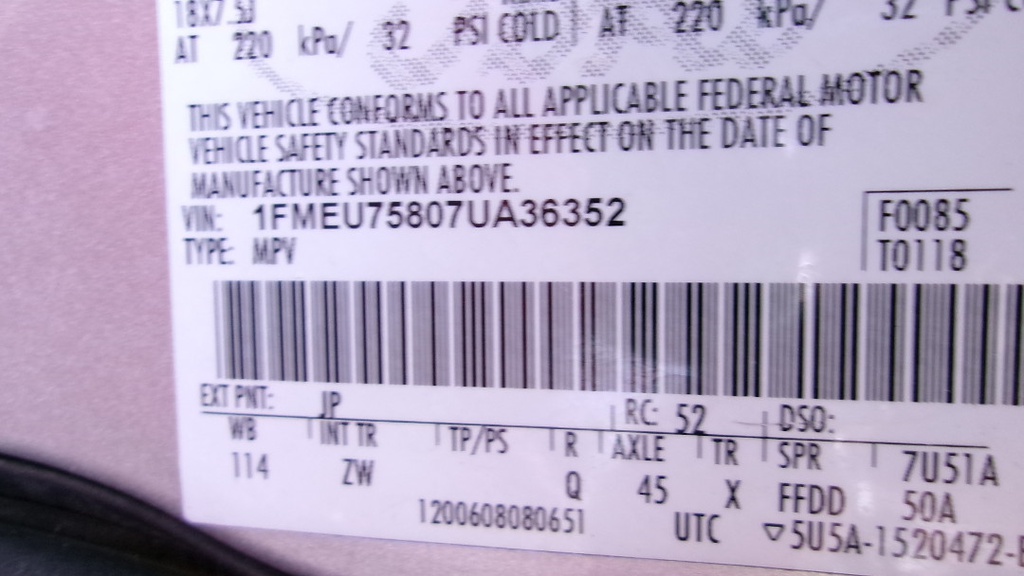 18X7.5J
AT 220 kPa/ 32 PSI COLD AT 220 kPa/ 32 PSI
THIS VEHICLE CONFORMS TO ALL APPLICABLE FEDERAL MOTOR
VEHICLE SAFETY STANDARDS IN EFFECT ON THE DATE OF
MANUFACTURE SHOWN ABOVE.
VIN: 1FMEU75807UA36352 F0085
TYPE: MPV T0118
EXT PNT: JP RC: 52 DSO:
WB INT TR TP/PS R AXLE TR SPR 7U51A
114 ZW Q 45 X FFDD 50A
1200608080651 UTC ▽5U5A-1520472-